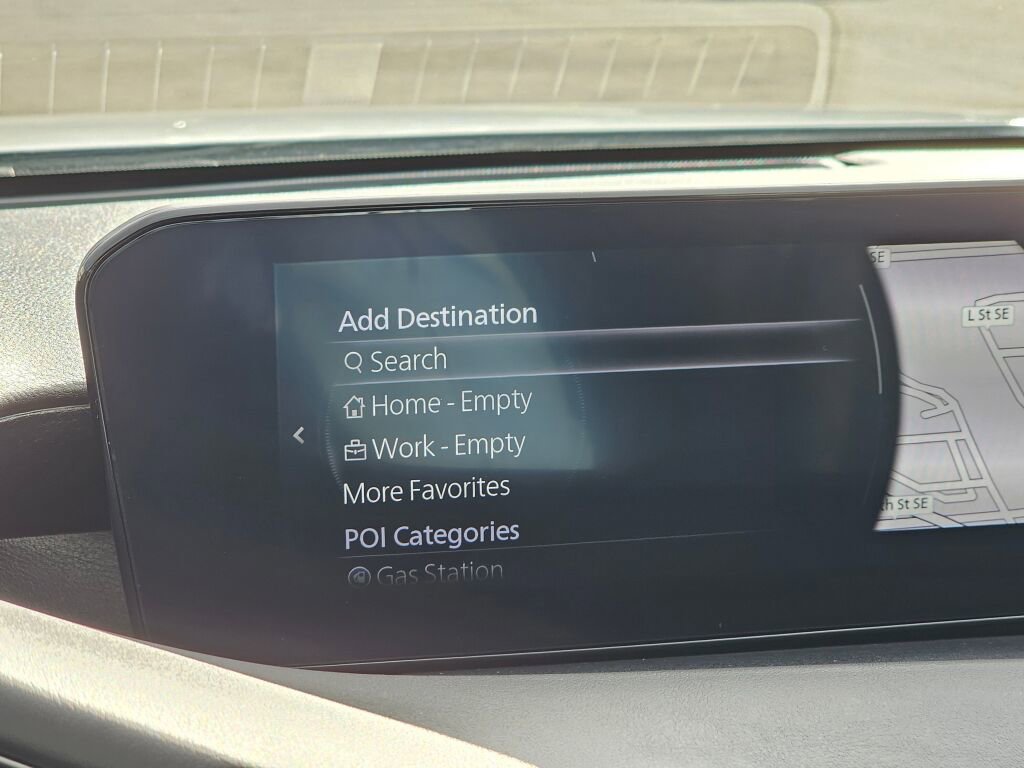 Add Destination
Search
Home - Empty
Work - Empty
More Favorites
POI Categories
Gas Station
SE
L St SE
th St SE